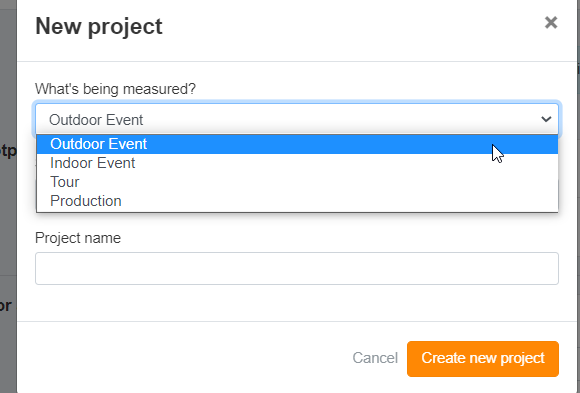 New project
×
What's being measured?
Outdoor Event
Outdoor Event
Indoor Event
Tour
Production
Project name
Cancel
Create new project